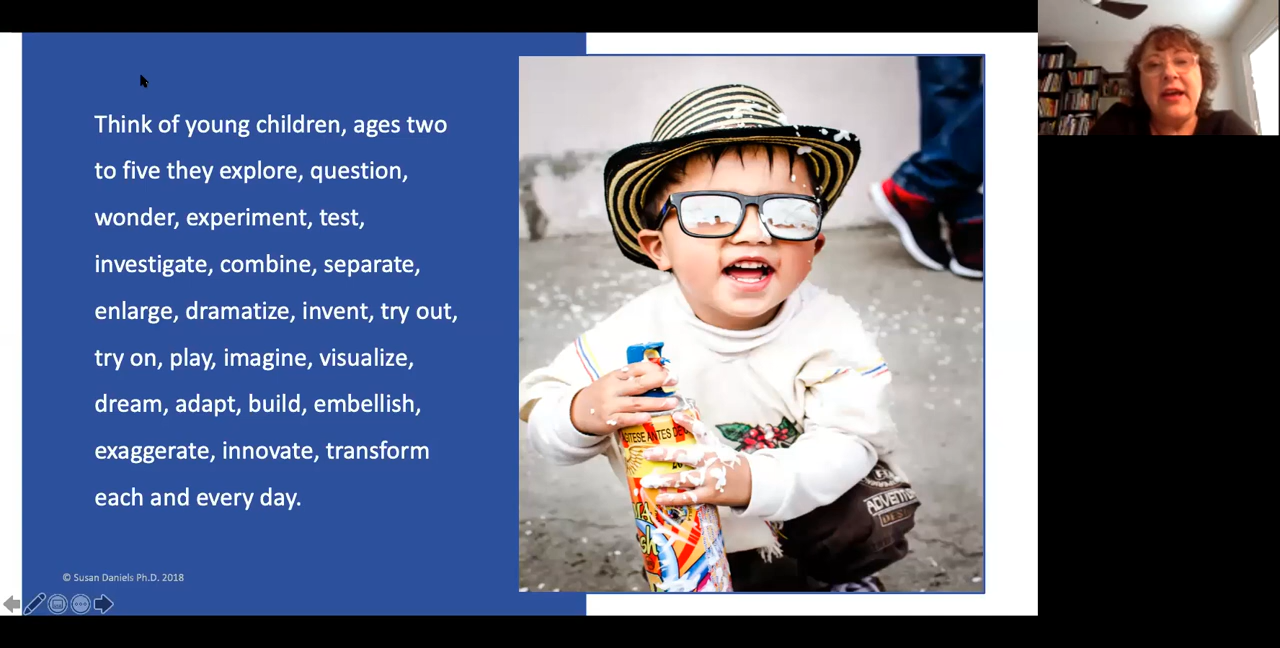 Think of young children, ages two
to five they explore, question,
wonder, experiment, test,
investigate, combine, separate,
enlarge, dramatize, invent, try out,
try on, play, imagine, visualize,
dream, adapt, build, embellish,
exaggerate, innovate, transform
each and every day.
© Susan Daniels Ph.D. 2018
ANTES DE